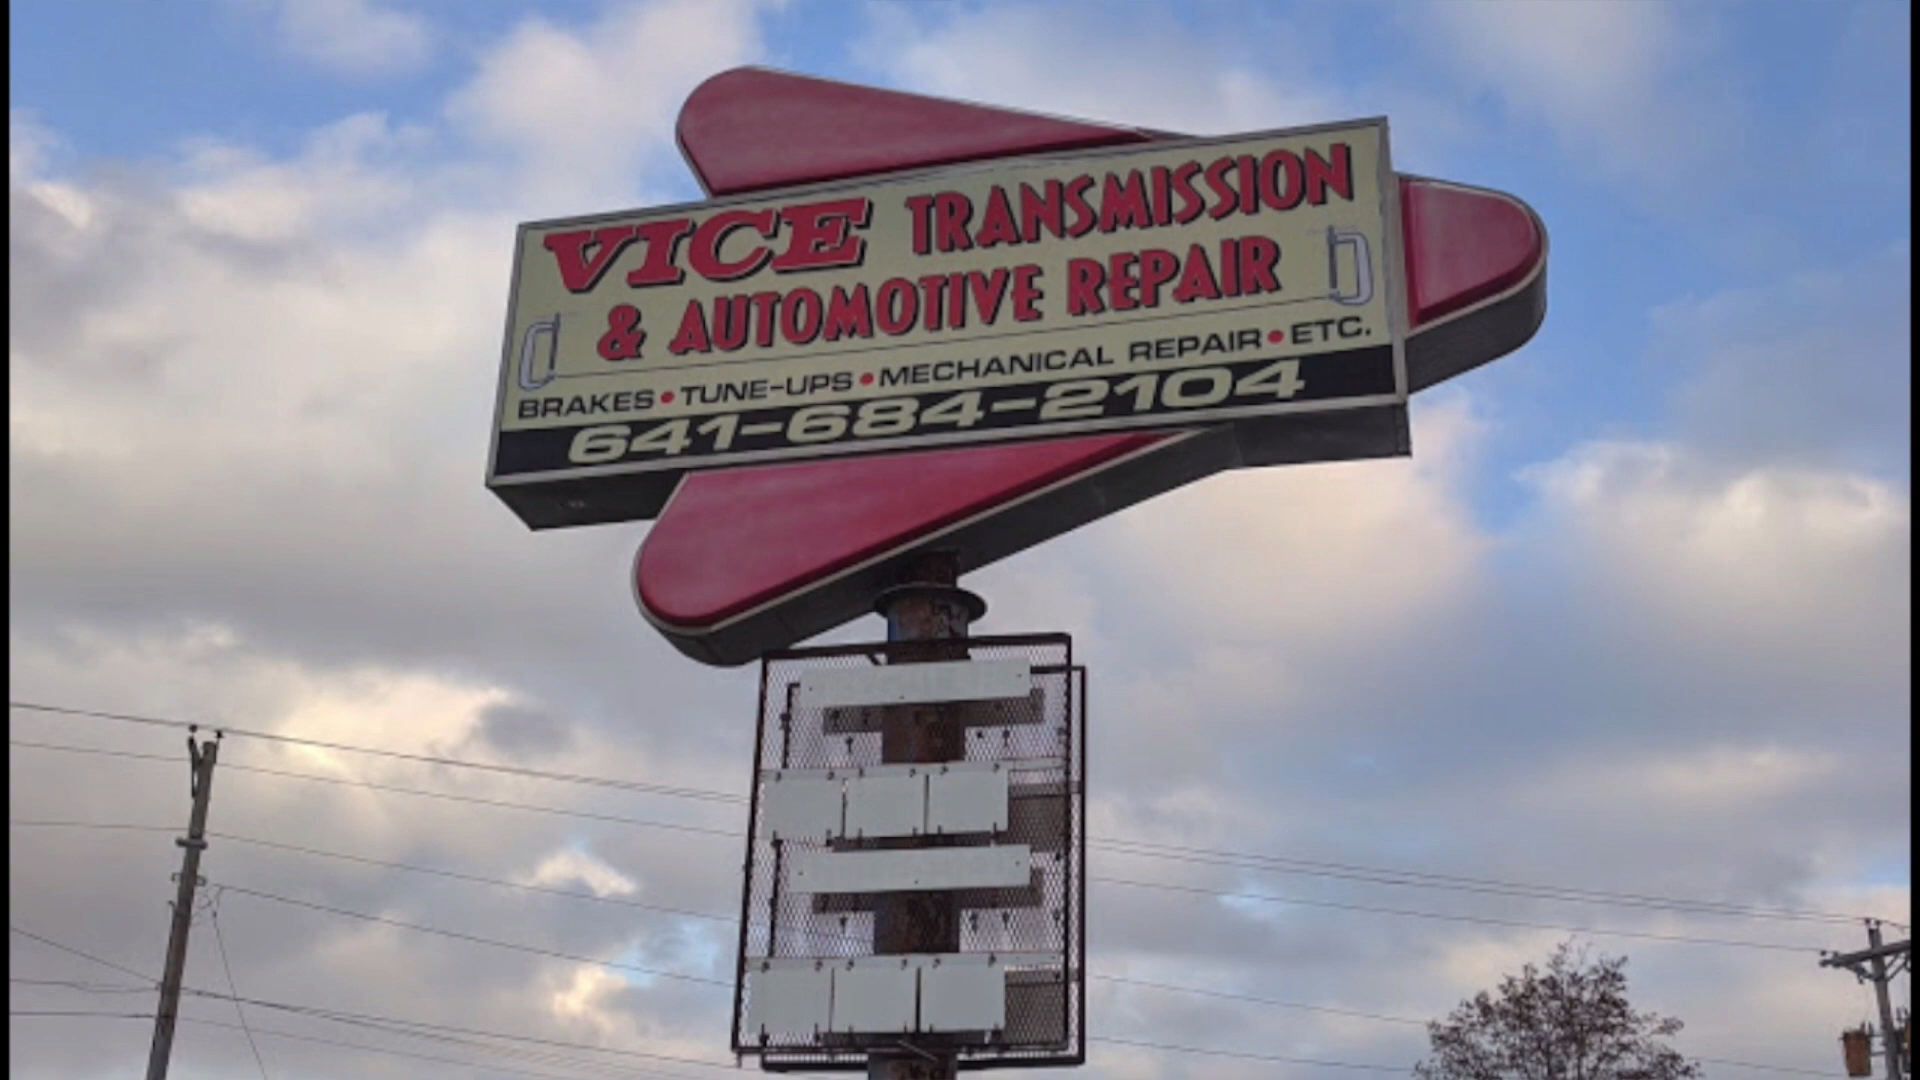 VICE TRANSMISSION
& AUTOMOTIVE REPAIR
BRAKES • TUNE-UPS • MECHANICAL REPAIR • ETC.
641-684-2104